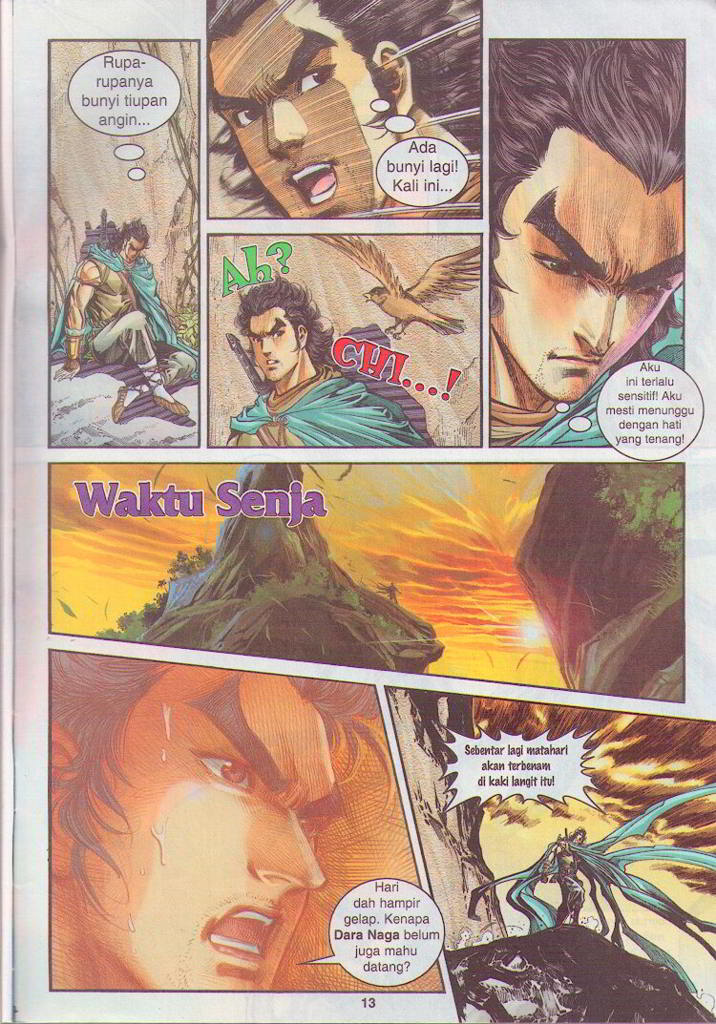 Rupa-
rupanya
bunyi tiupan
angin...
Ada
bunyi lagi!
Kali ini...
Ah?
CHI....!
Aku
ini terlalu
sensitif! Aku
mesti menunggu
dengan hati
yang tenang!
Waktu Senja
Hari
dah hampir
gelap. Kenapa
Dara Naga belum
juga mahu
datang?
Sebentar lagi matahari
akan terbenam
di kaki langit itu!
13